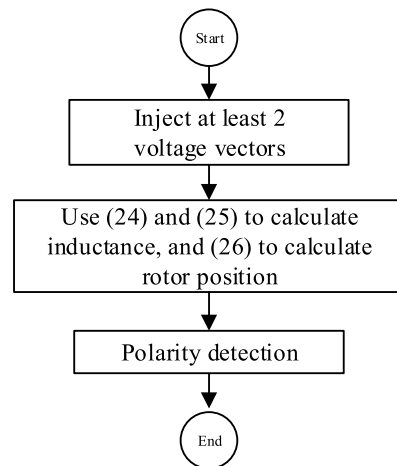 Start
Inject at least 2
voltage vectors
Use (24) and (25) to calculate
inductance, and (26) to calculate
rotor position
Polarity detection
End